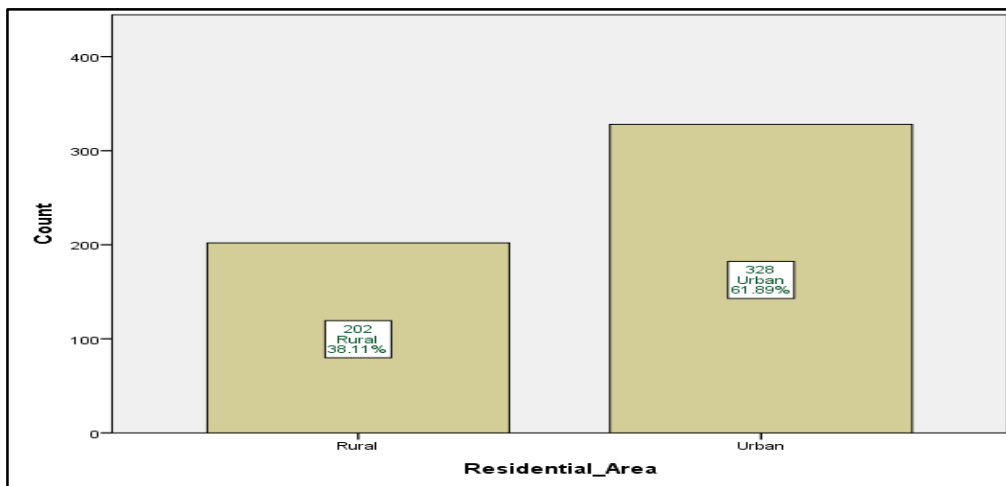 400
300
200
100
0
Count
202
Rural
38.11%
328
Urban
61.89%
Rural
Urban
Residential_Area